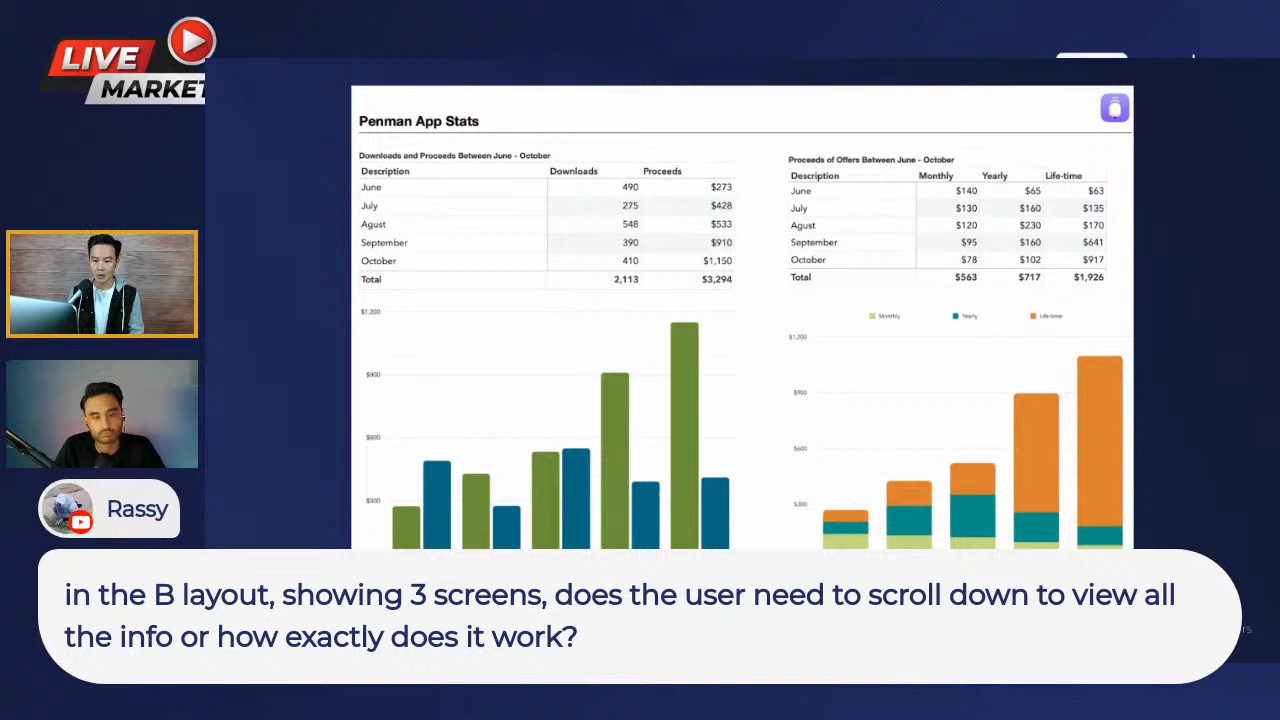 LIVE
MARKET
Penman App Stats
Downloads and Proceeds Between June - October
Description Downloads Proceeds
June 490 $273
July 275 $428
Agust 548 $533
September 390 $910
October 410 $1,150
Total 2,113 $3,294
$1,200
$900
$600
$300
Proceeds of Offers Between June - October
Description Monthly Yearly Life-time
June $140 $65 $63
July $130 $160 $135
Agust $120 $230 $170
September $95 $160 $641
October $78 $102 $917
Total $563 $717 $1,926
Monthly Yearly Life-time
$1,200
$900
$600
$300
Rassy
in the B layout, showing 3 screens, does the user need to scroll down to view all
the info or how exactly does it work?